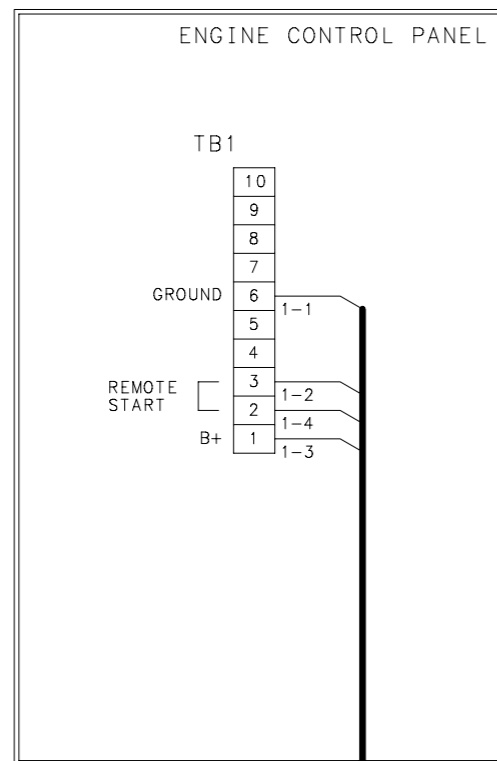 ENGINE CONTROL PANEL
TB1
10
9
8
7
GROUND 6
1-1
5
4
3
1-2
REMOTE
START
2
1-4
B+ 1
1-3